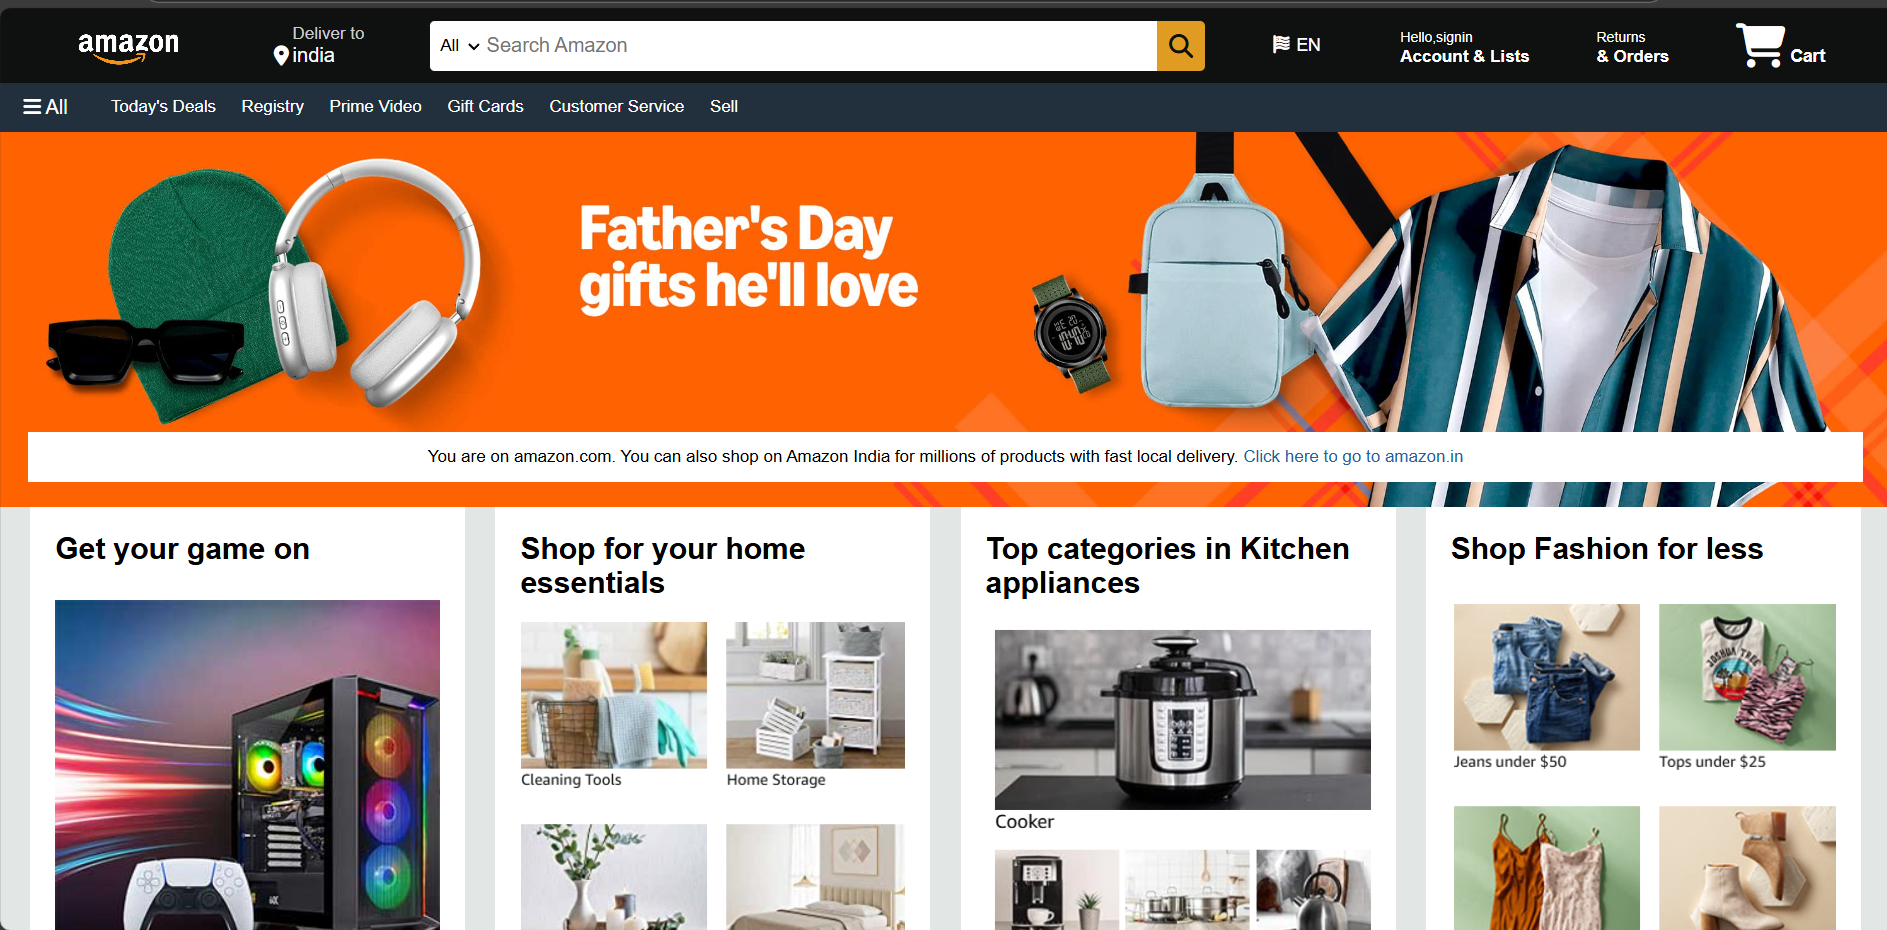 amazon
Deliver to
india
All
Search Amazon
EN
Hello,signin
Account & Lists
Returns
& Orders
Cart
All
Today's Deals
Registry
Prime Video
Gift Cards
Customer Service
Sell
Father's Day
gifts he'll love
You are on amazon.com. You can also shop on Amazon India for millions of products with fast local delivery. Click here to go to amazon.in
Get your game on
Shop for your home
essentials
Top categories in Kitchen
appliances
Shop Fashion for less
JOSHUA TREE
Jeans under $50
Tops under $25
Cleaning Tools
Home Storage
Cooker